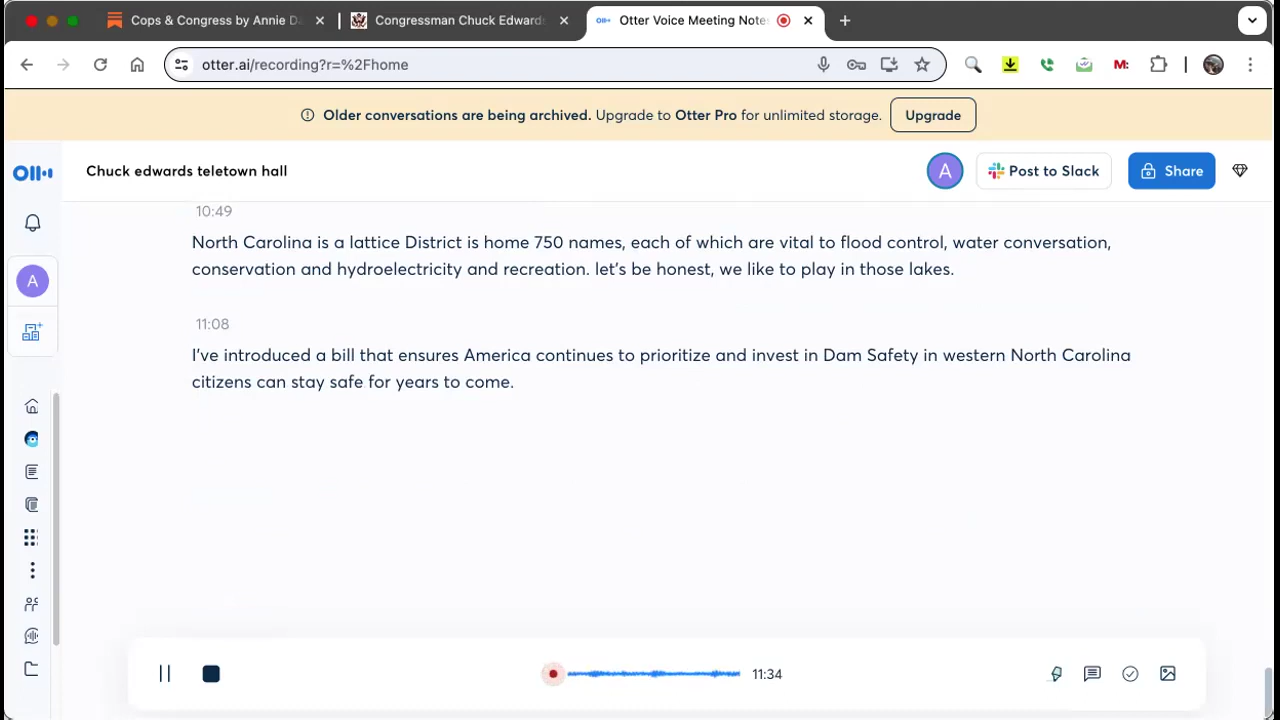 Cops & Congress by Annie Da
Congressman Chuck Edwards
Otter Voice Meeting Notes
otter.ai/recording?r=%2Fhome
M:
Older conversations are being archived. Upgrade to Otter Pro for unlimited storage.
Upgrade
Chuck edwards teletown hall
A
Post to Slack
Share
A
10:49
North Carolina is a lattice District is home 750 names, each of which are vital to flood control, water conversation,
conservation and hydroelectricity and recreation. let's be honest, we like to play in those lakes.
11:08
I've introduced a bill that ensures America continues to prioritize and invest in Dam Safety in western North Carolina
citizens can stay safe for years to come.
11:34